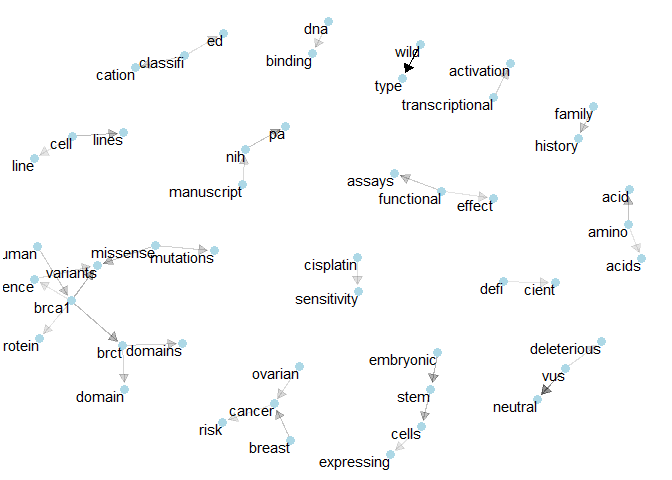 dna
ed
classifi
wild
binding
activation
cation
type
transcriptional
family
pa
cell
lines
history
nih
line
assays
manuscript
functional
effect
acid
amino
uman
missense
mutations
acids
variants
cisplatin
ence
defi
cient
brca1
sensitivity
rotein
brct
domains
deleterious
embryonic
ovarian
vus
domain
stem
neutral
cancer
risk
cells
breast
expressing